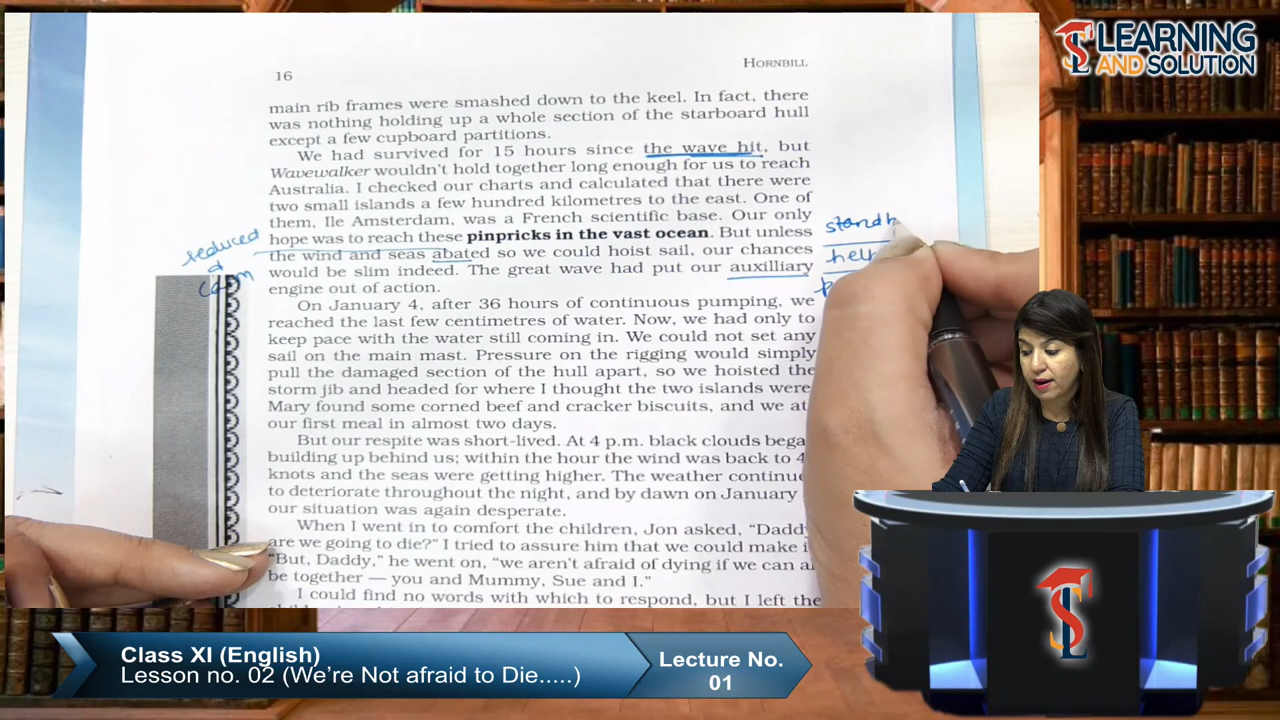 LEARNING
AND SOLUTION
16
HORNBILL
main rib frames were smashed down to the keel. In fact, there
was nothing holding up a whole section of the starboard hull
except a few cupboard partitions.
We had survived for 15 hours since the wave hit, but
Wavewalker wouldn't hold together long enough for us to reach
Australia. I checked our charts and calculated that there were
two small islands a few hundred kilometres to the east. One of
them, Ile Amsterdam, was a French scientific base. Our only
hope was to reach these pinpricks in the vast ocean. But unless
the wind and seas abated so we could hoist sail, our chances
would be slim indeed. The great wave had put our auxilliary
engine out of action.
reduced
calm
standb
help
On January 4, after 36 hours of continuous pumping, we
reached the last few centimetres of water. Now, we had only to
keep pace with the water still coming in. We could not set any
sail on the main mast. Pressure on the rigging would simply
pull the damaged section of the hull apart, so we hoisted the
storm jib and headed for where I thought the two islands were
Mary found some corned beef and cracker biscuits, and we at
our first meal in almost two days.
But our respite was short-lived. At 4 p.m. black clouds bega
building up behind us; within the hour the wind was back to 4
knots and the seas were getting higher. The weather continue
to deteriorate throughout the night, and by dawn on January
our situation was again desperate.
When I went in to comfort the children, Jon asked, "Dadd
are we going to die?" I tried to assure him that we could make i
"But, Daddy," he went on, "we aren't afraid of dying if we can a
be together — you and Mummy, Sue and I."
I could find no words with which to respond, but I left the
Class XI (English)
Lesson no. 02 (We're Not afraid to Die.....)
Lecture No.
01